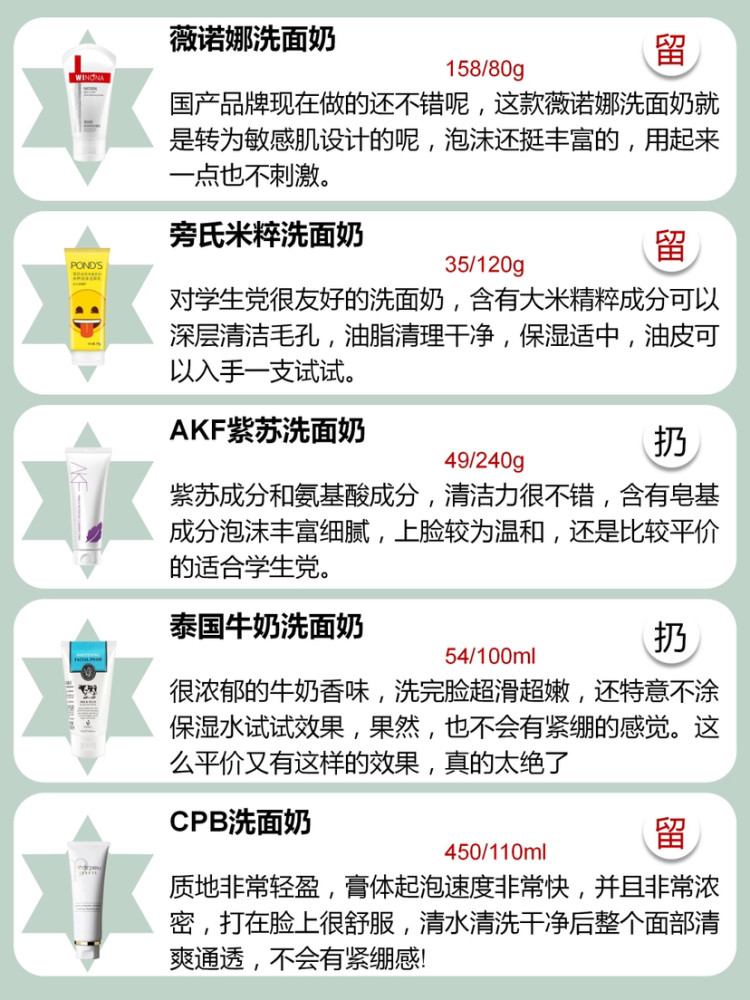 薇诺娜洗面奶
留
158/80g
WINONA
国产品牌现在做的还不错呢，这款薇诺娜洗面奶就
是转为敏感肌设计的呢，泡沫还挺丰富的，用起来
一点也不刺激。
旁氏米粹洗面奶
留
35/120g
POND'S
对学生党很友好的洗面奶，含有大米精粹成分可以
深层清洁毛孔，油脂清理干净，保湿适中，油皮可
以入手一支试试。
AKF紫苏洗面奶
扔
49/240g
AKF
紫苏成分和氨基酸成分，清洁力很不错，含有皂基
成分泡沫丰富细腻，上脸较为温和，还是比较平价
的适合学生党。
泰国牛奶洗面奶
扔
54/100ml
FACIAL FOAM
很浓郁的牛奶香味，洗完脸超滑超嫩，还特意不涂
保湿水试试效果，果然，也不会有紧绷的感觉。这
么平价又有这样的效果，真的太绝了
CPB洗面奶
留
450/110ml
质地非常轻盈，膏体起泡速度非常快，并且非常浓
密，打在脸上很舒服，清水清洗干净后整个面部清
爽通透，不会有紧绷感!